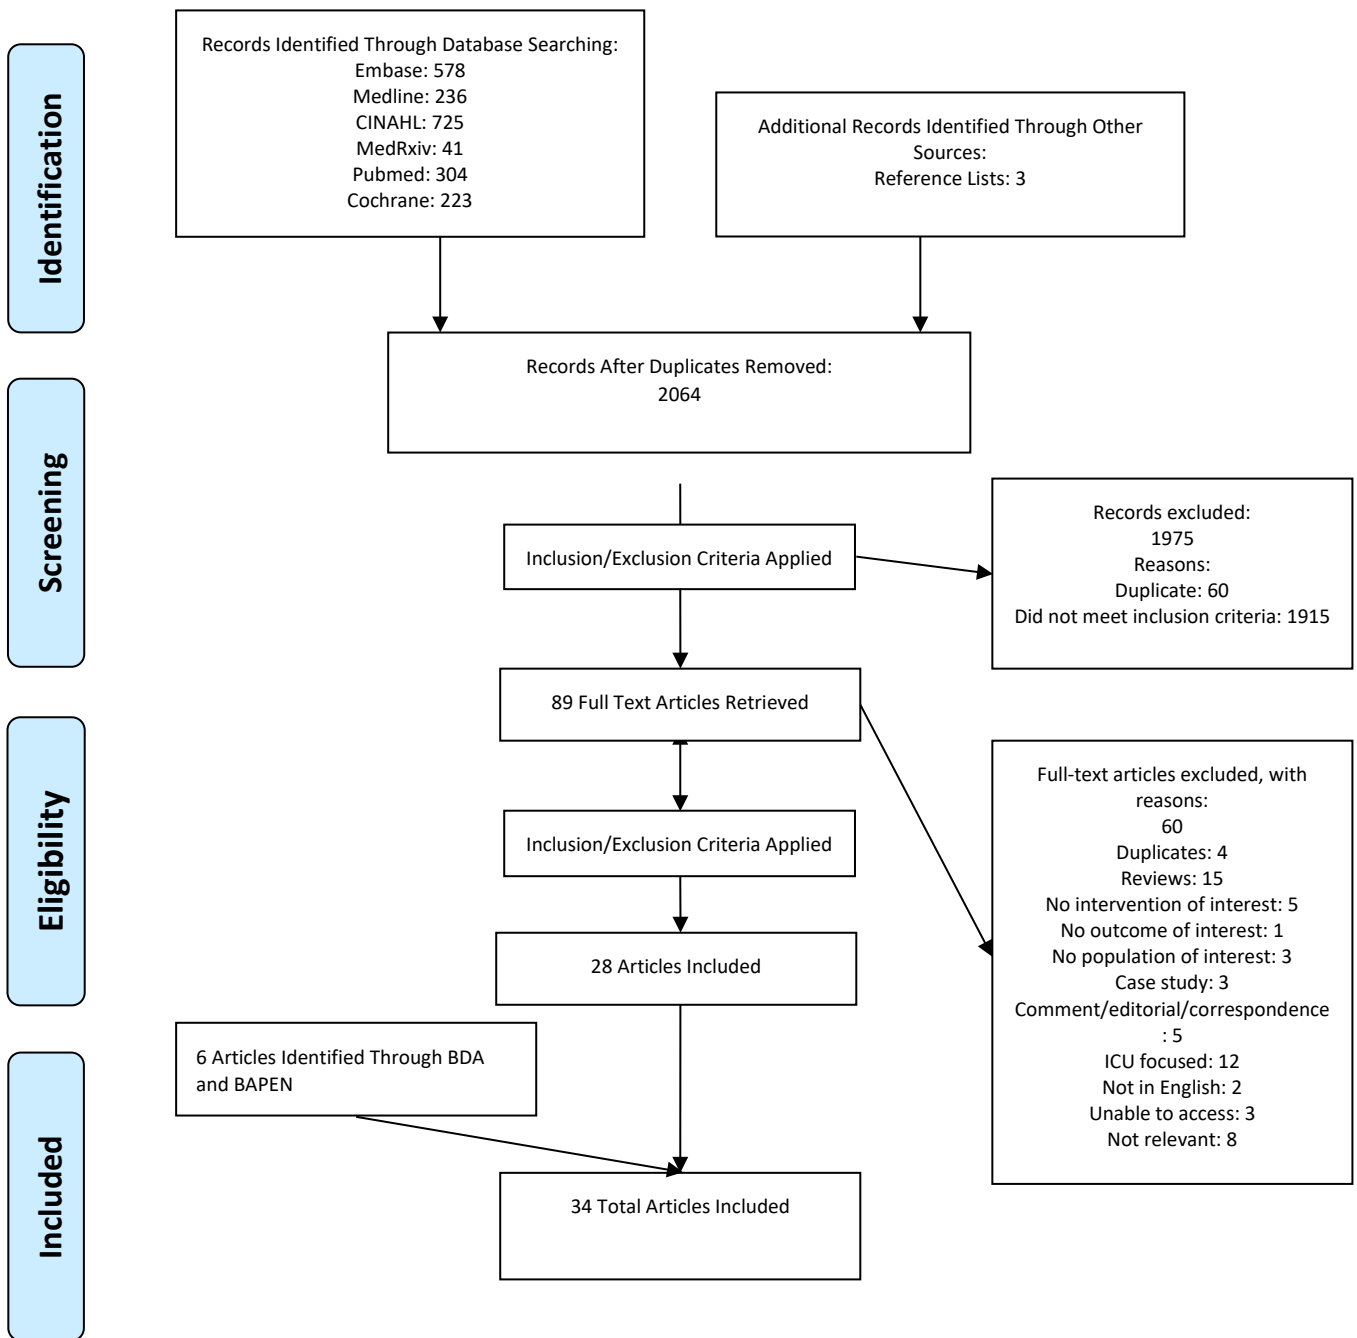 Identification
Records Identified Through Database Searching:
Embase: 578
Medline: 236
CINAHL: 725
MedRxiv: 41
Pubmed: 304
Cochrane: 223
Additional Records Identified Through Other
Sources:
Reference Lists: 3
Records After Duplicates Removed:
2064
Screening
Inclusion/Exclusion Criteria Applied
Records excluded:
1975
Reasons:
Duplicate: 60
Did not meet inclusion criteria: 1915
89 Full Text Articles Retrieved
Eligibility
Inclusion/Exclusion Criteria Applied
Full-text articles excluded, with
reasons:
60
Duplicates: 4
Reviews: 15
No intervention of interest: 5
No outcome of interest: 1
No population of interest: 3
Case study: 3
Comment/editorial/correspondence
: 5
ICU focused: 12
Not in English: 2
Unable to access: 3
Not relevant: 8
28 Articles Included
Included
6 Articles Identified Through BDA
and BAPEN
34 Total Articles Included